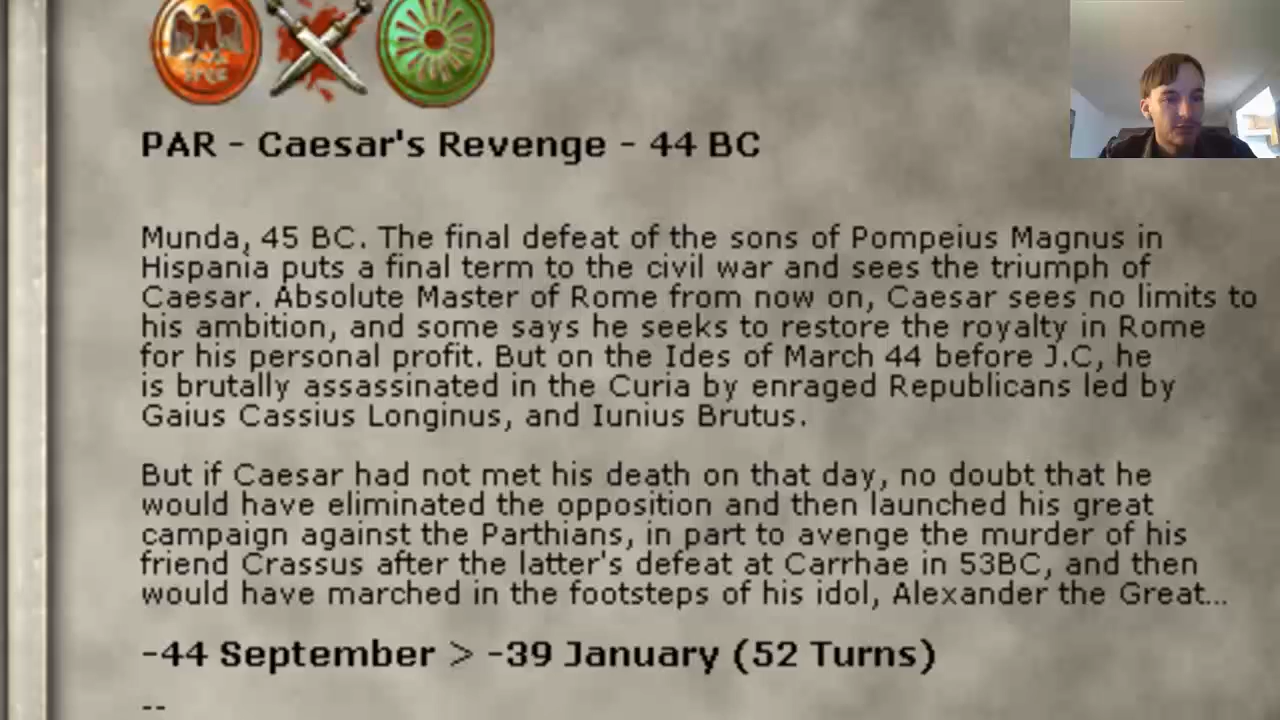 PAR - Caesar's Revenge - 44 BC
Munda, 45 BC. The final defeat of the sons of Pompeius Magnus in
Hispania puts a final term to the civil war and sees the triumph of
Caesar. Absolute Master of Rome from now on, Caesar sees no limits to
his ambition, and some says he seeks to restore the royalty in Rome
for his personal profit. But on the Ides of March 44 before J.C, he
is brutally assassinated in the Curia by enraged Republicans led by
Gaius Cassius Longinus, and Iunius Brutus.
But if Caesar had not met his death on that day, no doubt that he
would have eliminated the opposition and then launched his great
campaign against the Parthians, in part to avenge the murder of his
friend Crassus after the latter's defeat at Carrhae in 53BC, and then
would have marched in the footsteps of his idol, Alexander the Great...
-44 September > -39 January (52 Turns)
--